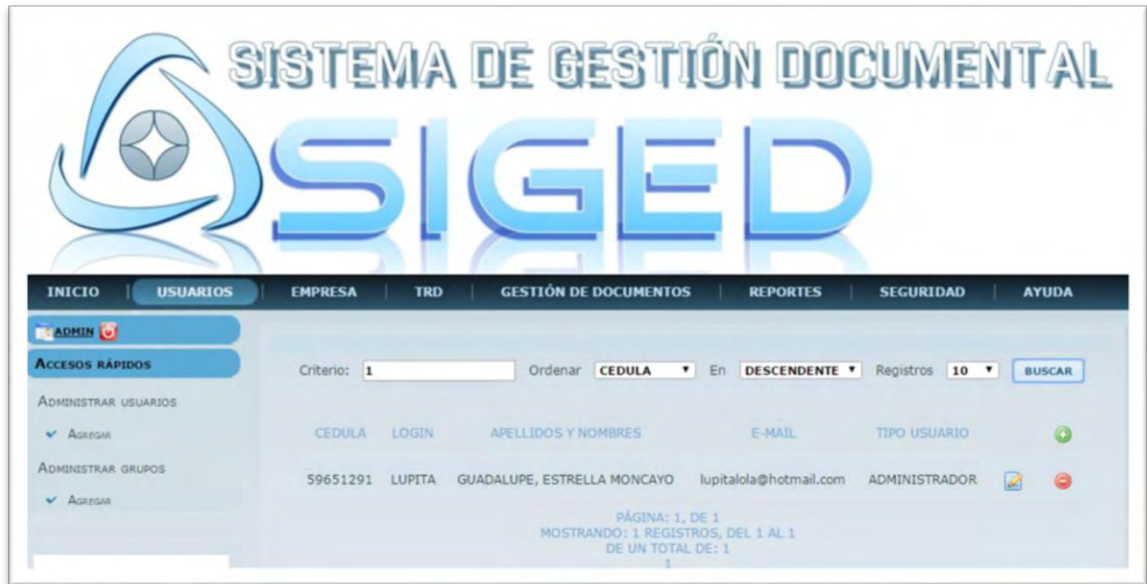 SISTEMA DE GESTIÓN DOCUMENTAL
SIGED
INICIO | USUARIOS | EMPRESA | TRD | GESTIÓN DE DOCUMENTOS | REPORTES | SEGURIDAD | AYUDA
ADMIN
ACCESOS RÁPIDOS
ADMINISTRAR USUARIOS
AGREGAR
ADMINISTRAR GRUPOS
AGREGAR
Criterio: 1 Ordenar CEDULA En DESCENDENTE Registros 10 BUSCAR
CEDULA LOGIN APELLIDOS Y NOMBRES E-MAIL TIPO USUARIO
59651291 LUPITA GUADALUPE, ESTRELLA MONCAYO lupitalola@hotmail.com ADMINISTRADOR
PÁGINA: 1, DE 1
MOSTRANDO: 1 REGISTROS, DEL 1 AL 1
DE UN TOTAL DE: 1
1